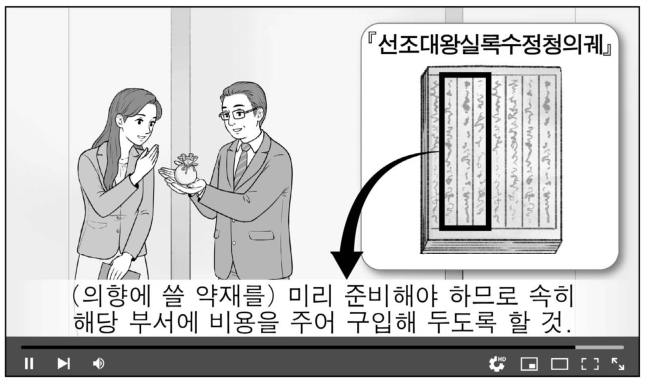 『선조대왕실록수정청의궤』
(의향에 쓸 약재를) 미리 준비해야 하므로 속히
해당 부서에 비용을 주어 구입해 두도록 할 것.
HD